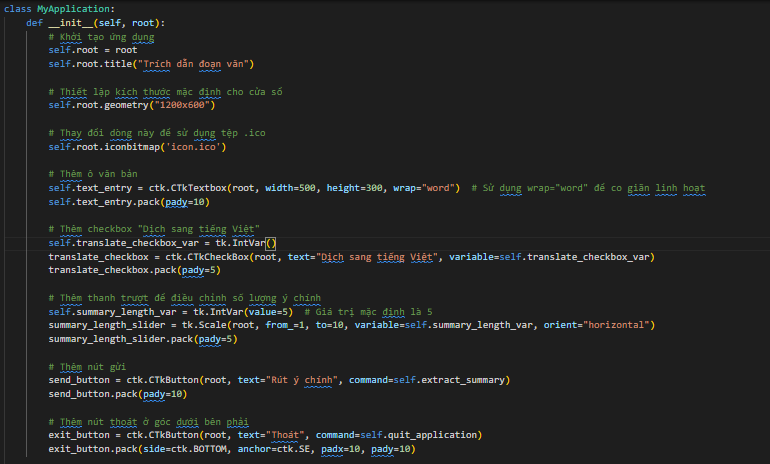 class MyApplication:
def __init__(self, root):
# Khởi tạo ứng dụng
self.root = root
self.root.title("Trích dẫn đoạn văn")
# Thiết lập kích thước mặc định cho cửa sổ
self.root.geometry("1200x600")
# Thay đổi dòng này để sử dụng tệp .ico
self.root.iconbitmap('icon.ico')
# Thêm ô văn bản
self.text_entry = ctk.CTkTextbox(root, width=500, height=300, wrap="word")  # Sử dụng wrap="word" để co giãn linh hoạt
self.text_entry.pack(pady=10)
# Thêm checkbox "Dịch sang tiếng Việt"
self.translate_checkbox_var = tk.IntVar()
translate_checkbox = ctk.CTkCheckBox(root, text="Dịch sang tiếng Việt", variable=self.translate_checkbox_var)
translate_checkbox.pack(pady=5)
# Thêm thanh trượt để điều chỉnh số lượng ý chính
self.summary_length_var = tk.IntVar(value=5)  # Giá trị mặc định là 5
summary_length_slider = tk.Scale(root, from_=1, to=10, variable=self.summary_length_var, orient="horizontal")
summary_length_slider.pack(pady=5)
# Thêm nút gửi
send_button = ctk.CTkButton(root, text="Rút ý chính", command=self.extract_summary)
send_button.pack(pady=10)
# Thêm nút thoát ở góc dưới bên phải
exit_button = ctk.CTkButton(root, text="Thoát", command=self.quit_application)
exit_button.pack(side=ctk.BOTTOM, anchor=ctk.SE, padx=10, pady=10)